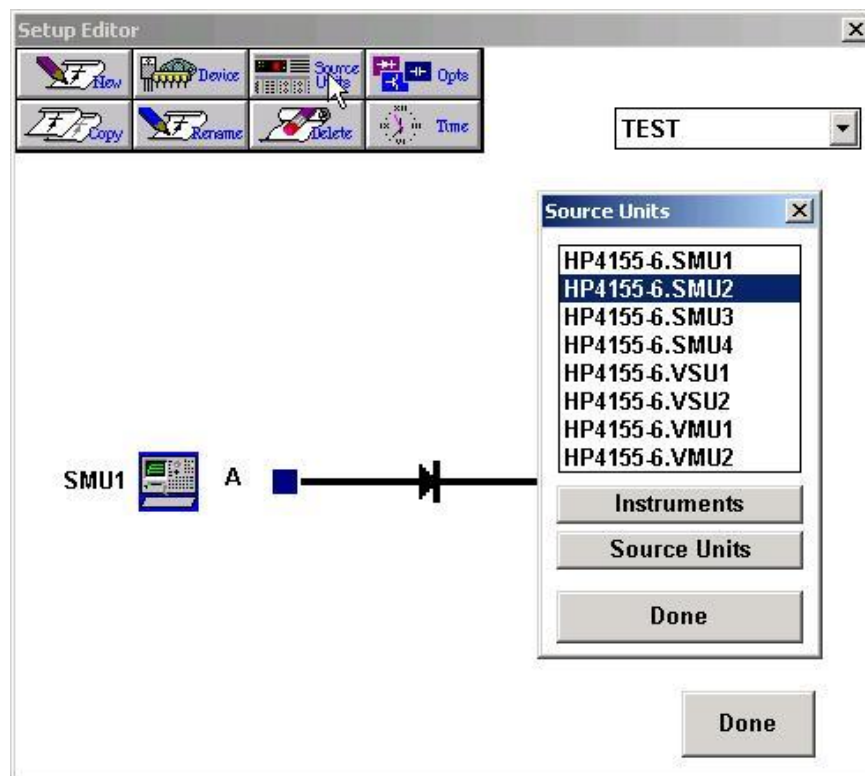 Setup Editor
New Device Source Units Opts
Copy Rename Delete Time
TEST
Source Units
HP4155-6.SMU1
HP4155-6.SMU2
HP4155-6.SMU3
HP4155-6.SMU4
HP4155-6.VSU1
HP4155-6.VSU2
HP4155-6.VMU1
HP4155-6.VMU2
SMU1 A
Instruments
Source Units
Done
Done